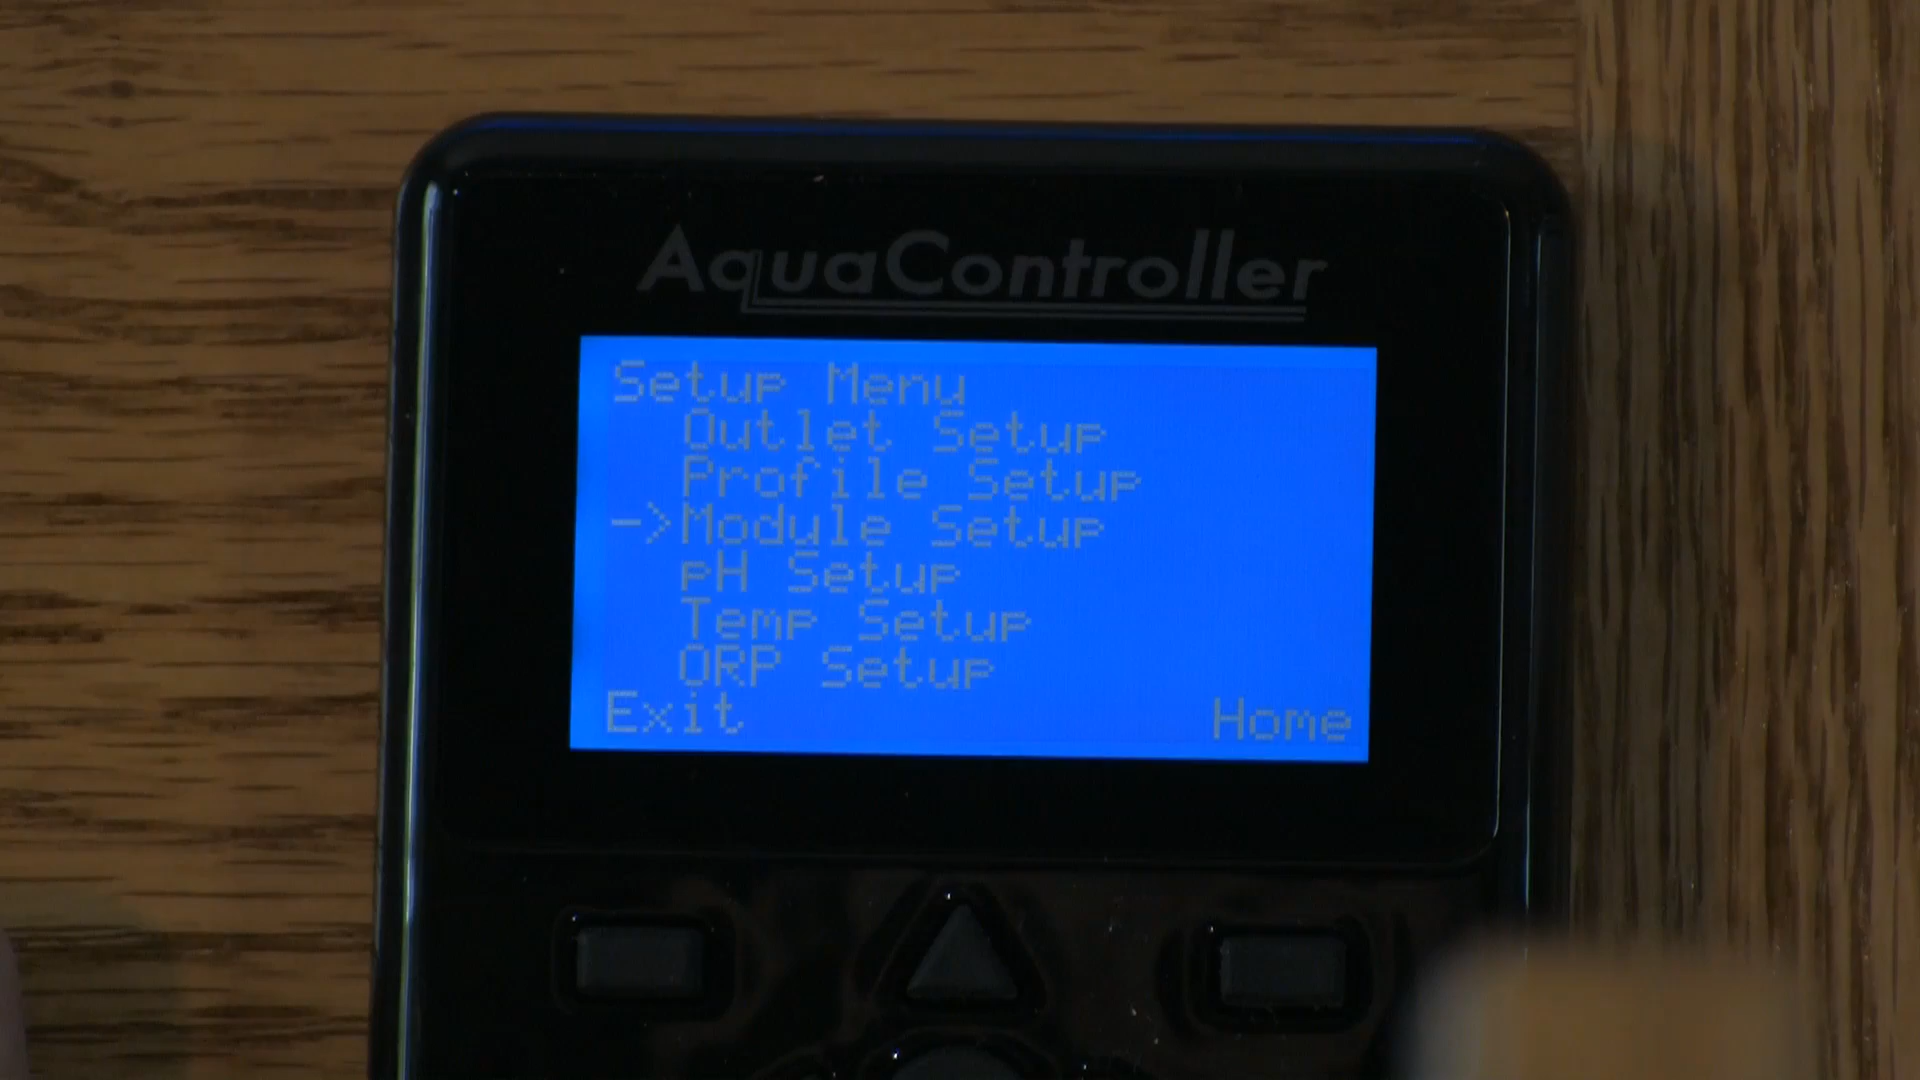 AquaController
Setup Menu
Outlet Setup
Profile Setup
->Module Setup
pH Setup
Temp Setup
ORP Setup
Exit Home